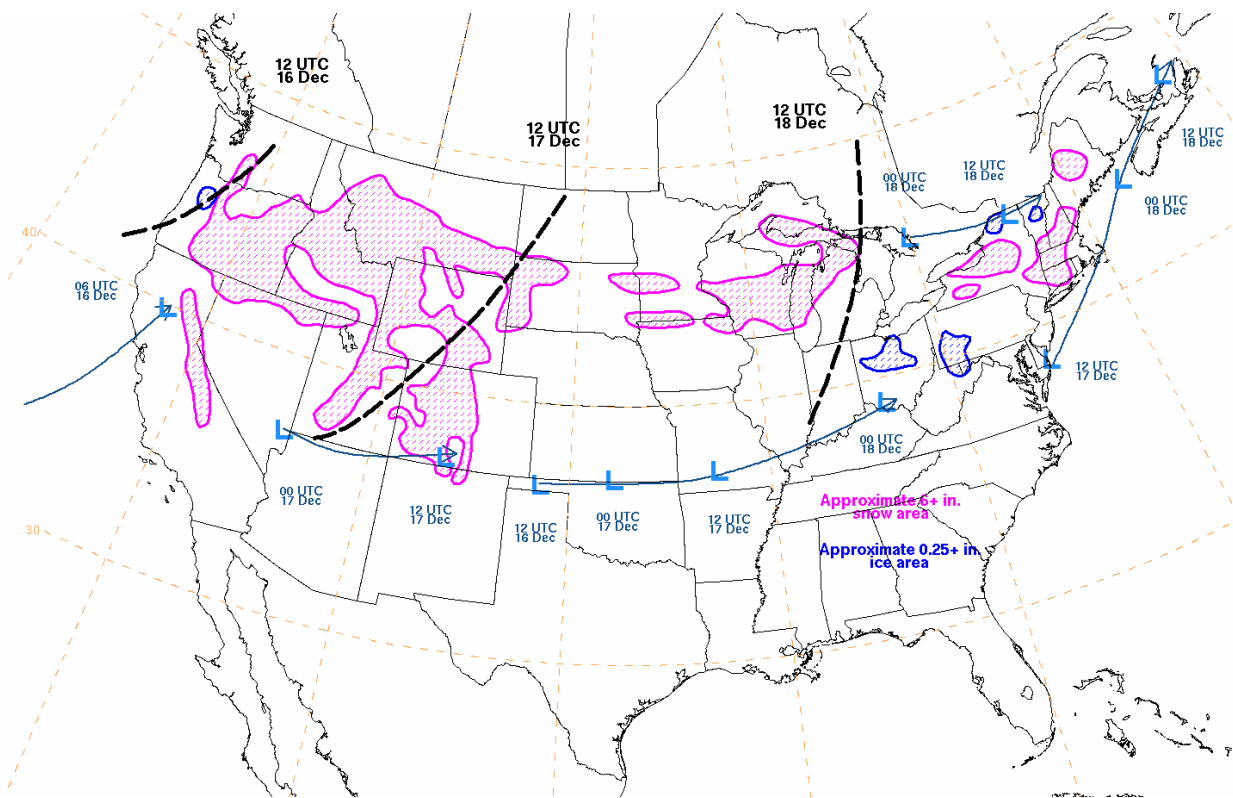 12 UTC
16 Dec
12 UTC
17 Dec
12 UTC
18 Dec
L
12 UTC
18 Dec
12 UTC
18 Dec
00 UTC
18 Dec
L
00 UTC
18 Dec
L
L
40
06 UTC
16 Dec
L
L
12 UTC
17 Dec
L
00 UTC
18 Dec
L
L
L
L
L
00 UTC
17 Dec
12 UTC
17 Dec
12 UTC
16 Dec
00 UTC
17 Dec
12 UTC
17 Dec
Approximate 6+ in.
snow area
30
Approximate 0.25+ in.
ice area